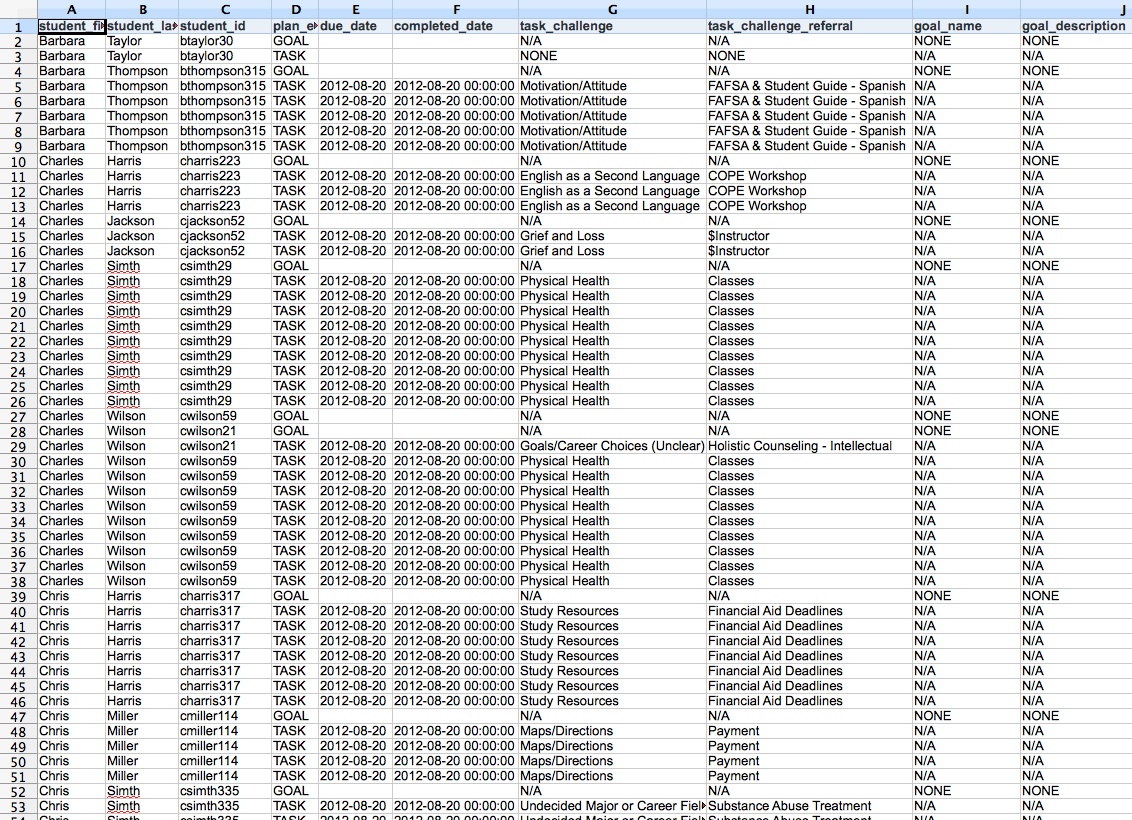 A B C D E F G H I J
1 student_fi student_la student_id plan_e due_date completed_date task_challenge task_challenge_referral goal_name goal_description
2 Barbara Taylor btaylor30 GOAL N/A N/A NONE NONE
3 Barbara Taylor btaylor30 TASK NONE NONE N/A N/A
4 Barbara Thompson bthompson315 GOAL N/A N/A NONE NONE
5 Barbara Thompson bthompson315 TASK 2012-08-20 2012-08-20 00:00:00 Motivation/Attitude FAFSA & Student Guide - Spanish N/A N/A
6 Barbara Thompson bthompson315 TASK 2012-08-20 2012-08-20 00:00:00 Motivation/Attitude FAFSA & Student Guide - Spanish N/A N/A
7 Barbara Thompson bthompson315 TASK 2012-08-20 2012-08-20 00:00:00 Motivation/Attitude FAFSA & Student Guide - Spanish N/A N/A
8 Barbara Thompson bthompson315 TASK 2012-08-20 2012-08-20 00:00:00 Motivation/Attitude FAFSA & Student Guide - Spanish N/A N/A
9 Barbara Thompson bthompson315 TASK 2012-08-20 2012-08-20 00:00:00 Motivation/Attitude FAFSA & Student Guide - Spanish N/A N/A
10 Charles Harris charris223 GOAL N/A N/A NONE NONE
11 Charles Harris charris223 TASK 2012-08-20 2012-08-20 00:00:00 English as a Second Language COPE Workshop N/A N/A
12 Charles Harris charris223 TASK 2012-08-20 2012-08-20 00:00:00 English as a Second Language COPE Workshop N/A N/A
13 Charles Harris charris223 TASK 2012-08-20 2012-08-20 00:00:00 English as a Second Language COPE Workshop N/A N/A
14 Charles Jackson cjackson52 GOAL N/A N/A NONE NONE
15 Charles Jackson cjackson52 TASK 2012-08-20 2012-08-20 00:00:00 Grief and Loss $Instructor N/A N/A
16 Charles Jackson cjackson52 TASK 2012-08-20 2012-08-20 00:00:00 Grief and Loss $Instructor N/A N/A
17 Charles Simth csimth29 GOAL N/A N/A NONE NONE
18 Charles Simth csimth29 TASK 2012-08-20 2012-08-20 00:00:00 Physical Health Classes N/A N/A
19 Charles Simth csimth29 TASK 2012-08-20 2012-08-20 00:00:00 Physical Health Classes N/A N/A
20 Charles Simth csimth29 TASK 2012-08-20 2012-08-20 00:00:00 Physical Health Classes N/A N/A
21 Charles Simth csimth29 TASK 2012-08-20 2012-08-20 00:00:00 Physical Health Classes N/A N/A
22 Charles Simth csimth29 TASK 2012-08-20 2012-08-20 00:00:00 Physical Health Classes N/A N/A
23 Charles Simth csimth29 TASK 2012-08-20 2012-08-20 00:00:00 Physical Health Classes N/A N/A
24 Charles Simth csimth29 TASK 2012-08-20 2012-08-20 00:00:00 Physical Health Classes N/A N/A
25 Charles Simth csimth29 TASK 2012-08-20 2012-08-20 00:00:00 Physical Health Classes N/A N/A
26 Charles Simth csimth29 TASK 2012-08-20 2012-08-20 00:00:00 Physical Health Classes N/A N/A
27 Charles Wilson cwilson59 GOAL N/A N/A NONE NONE
28 Charles Wilson cwilson21 GOAL N/A N/A NONE NONE
29 Charles Wilson cwilson21 TASK 2012-08-20 2012-08-20 00:00:00 Goals/Career Choices (Unclear) Holistic Counseling - Intellectual N/A N/A
30 Charles Wilson cwilson59 TASK 2012-08-20 2012-08-20 00:00:00 Physical Health Classes N/A N/A
31 Charles Wilson cwilson59 TASK 2012-08-20 2012-08-20 00:00:00 Physical Health Classes N/A N/A
32 Charles Wilson cwilson59 TASK 2012-08-20 2012-08-20 00:00:00 Physical Health Classes N/A N/A
33 Charles Wilson cwilson59 TASK 2012-08-20 2012-08-20 00:00:00 Physical Health Classes N/A N/A
34 Charles Wilson cwilson59 TASK 2012-08-20 2012-08-20 00:00:00 Physical Health Classes N/A N/A
35 Charles Wilson cwilson59 TASK 2012-08-20 2012-08-20 00:00:00 Physical Health Classes N/A N/A
36 Charles Wilson cwilson59 TASK 2012-08-20 2012-08-20 00:00:00 Physical Health Classes N/A N/A
37 Charles Wilson cwilson59 TASK 2012-08-20 2012-08-20 00:00:00 Physical Health Classes N/A N/A
38 Charles Wilson cwilson59 TASK 2012-08-20 2012-08-20 00:00:00 Physical Health Classes N/A N/A
39 Chris Harris charris317 GOAL N/A N/A NONE NONE
40 Chris Harris charris317 TASK 2012-08-20 2012-08-20 00:00:00 Study Resources Financial Aid Deadlines N/A N/A
41 Chris Harris charris317 TASK 2012-08-20 2012-08-20 00:00:00 Study Resources Financial Aid Deadlines N/A N/A
42 Chris Harris charris317 TASK 2012-08-20 2012-08-20 00:00:00 Study Resources Financial Aid Deadlines N/A N/A
43 Chris Harris charris317 TASK 2012-08-20 2012-08-20 00:00:00 Study Resources Financial Aid Deadlines N/A N/A
44 Chris Harris charris317 TASK 2012-08-20 2012-08-20 00:00:00 Study Resources Financial Aid Deadlines N/A N/A
45 Chris Harris charris317 TASK 2012-08-20 2012-08-20 00:00:00 Study Resources Financial Aid Deadlines N/A N/A
46 Chris Harris charris317 TASK 2012-08-20 2012-08-20 00:00:00 Study Resources Financial Aid Deadlines N/A N/A
47 Chris Miller cmiller114 GOAL N/A N/A NONE NONE
48 Chris Miller cmiller114 TASK 2012-08-20 2012-08-20 00:00:00 Maps/Directions Payment N/A N/A
49 Chris Miller cmiller114 TASK 2012-08-20 2012-08-20 00:00:00 Maps/Directions Payment N/A N/A
50 Chris Miller cmiller114 TASK 2012-08-20 2012-08-20 00:00:00 Maps/Directions Payment N/A N/A
51 Chris Miller cmiller114 TASK 2012-08-20 2012-08-20 00:00:00 Maps/Directions Payment N/A N/A
52 Chris Simth csimth335 GOAL N/A N/A NONE NONE
53 Chris Simth csimth335 TASK 2012-08-20 2012-08-20 00:00:00 Undecided Major or Career Fiel Substance Abuse Treatment N/A N/A